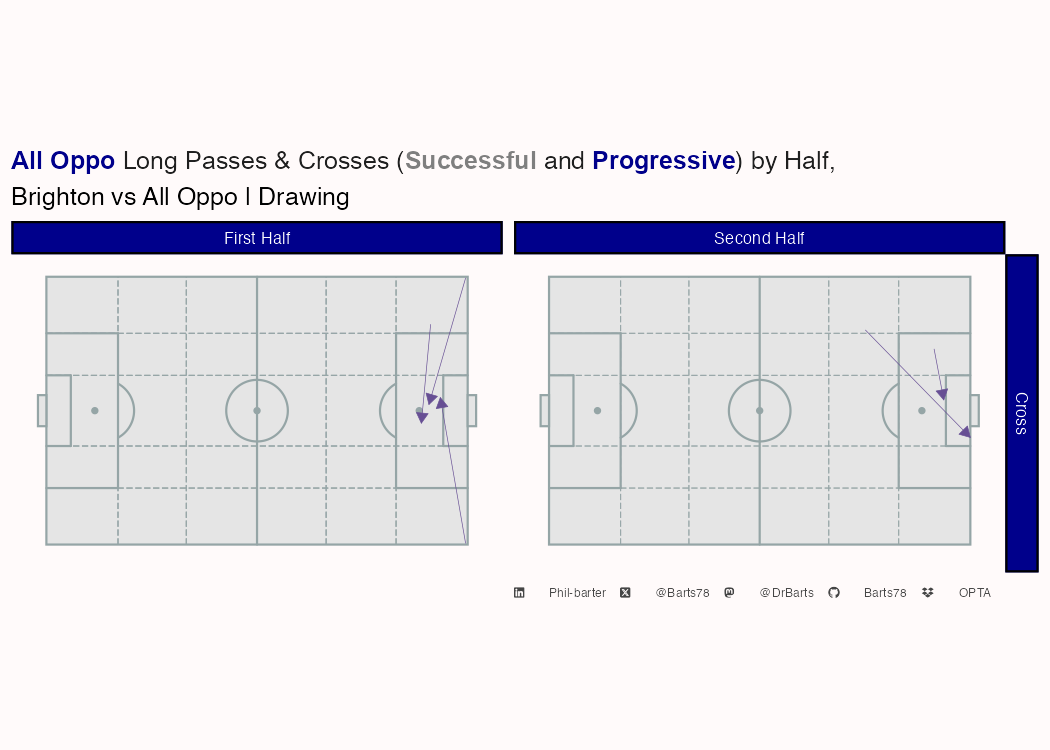 All Oppo Long Passes & Crosses (Successful and Progressive) by Half,
Brighton vs All Oppo | Drawing
First Half
Second Half
Cross
Phil-barter @Barts78 @DrBarts Barts78 OPTA